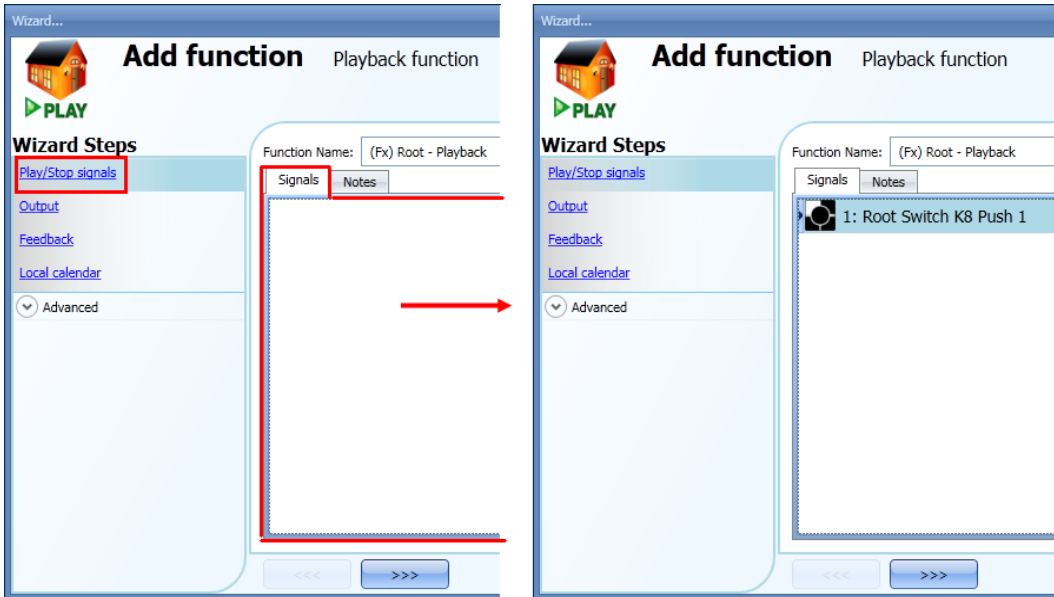 Wizard...
Add function Playback function
PLAY
Wizard Steps
Play/Stop signals
Output
Feedback
Local calendar
Advanced
Function Name: (Fx) Root - Playback
Signals Notes
<<< >>>
Wizard...
Add function Playback function
PLAY
Wizard Steps
Play/Stop signals
Output
Feedback
Local calendar
Advanced
Function Name: (Fx) Root - Playback
Signals Notes
1: Root Switch K8 Push 1
<<< >>>